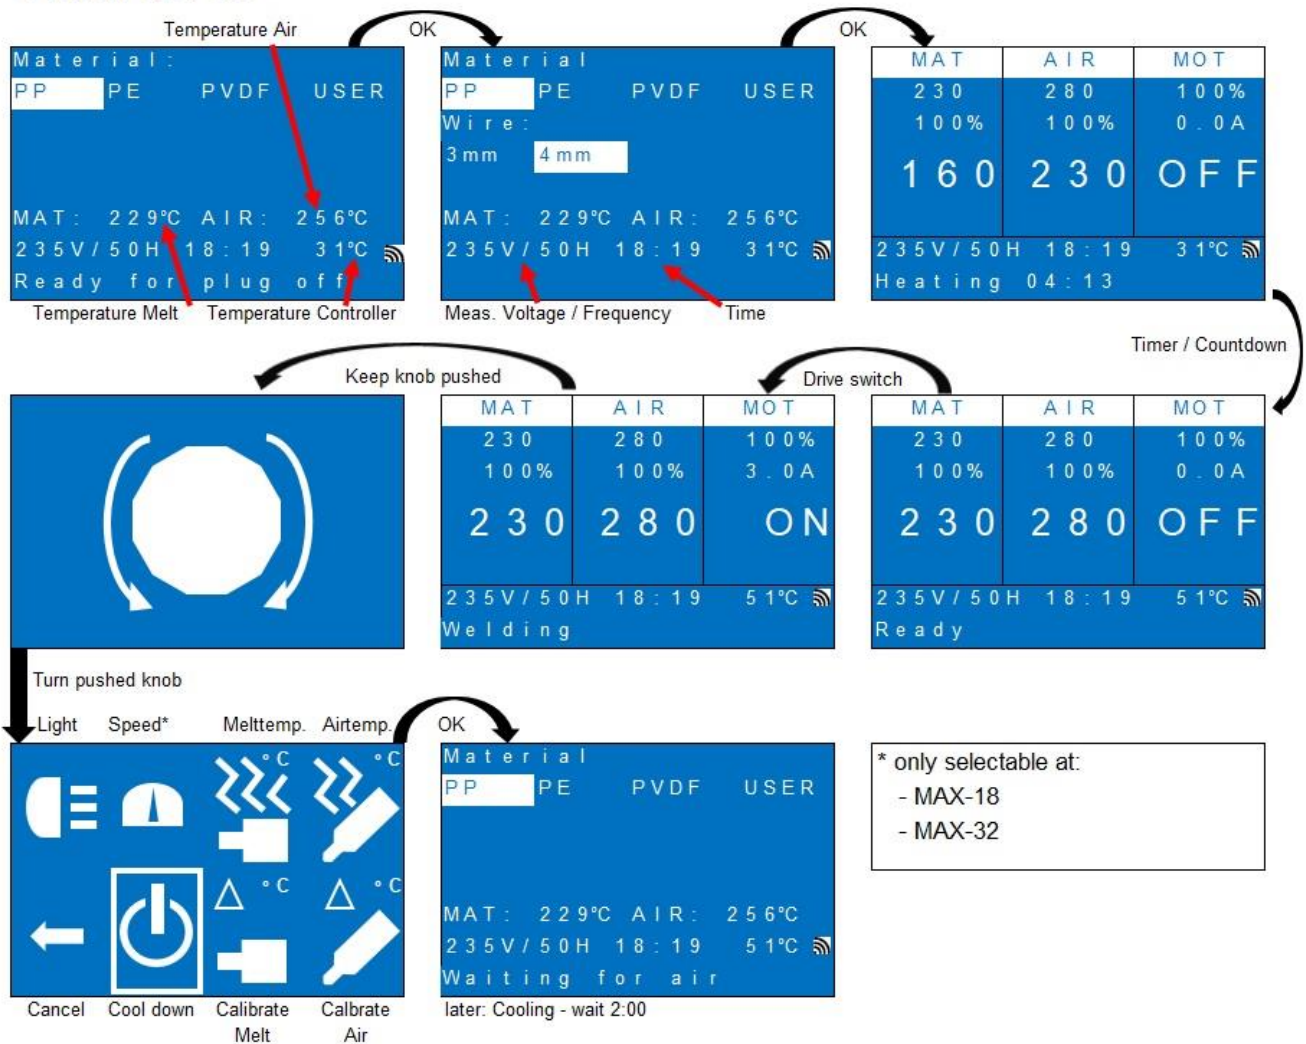 Temperature Air
OK
OK
Material:
PP PE PVDF USER
MAT: 229°C AIR: 256°C
235V/50H 18:19 31°C
Ready for plug off
Temperature Melt
Temperature Controller
Material
PP PE PVDF USER
Wire:
3mm 4mm
MAT: 229°C AIR: 256°C
235V/50H 18:19 31°C
Meas. Voltage / Frequency
Time
MAT AIR MOT
230 280 100%
100% 100% 0.0A
160 230 OFF
235V/50H 18:19 31°C
Heating 04:13
Timer / Countdown
Keep knob pushed
Drive switch
MAT AIR MOT
230 280 100%
100% 100% 3.0A
230 280 ON
235V/50H 18:19 51°C
Welding
MAT AIR MOT
230 280 100%
100% 100% 0.0A
230 280 OFF
235V/50H 18:19 51°C
Ready
Turn pushed knob
Light Speed* Melttemp. Airtemp.
OK
°C °C
°C °C
Cancel Cool down Calibrate Melt Calbrate Air
Material
PP PE PVDF USER
MAT: 229°C AIR: 256°C
235V/50H 18:19 51°C
Waiting for air
later: Cooling - wait 2:00
* only selectable at:
- MAX-18
- MAX-32